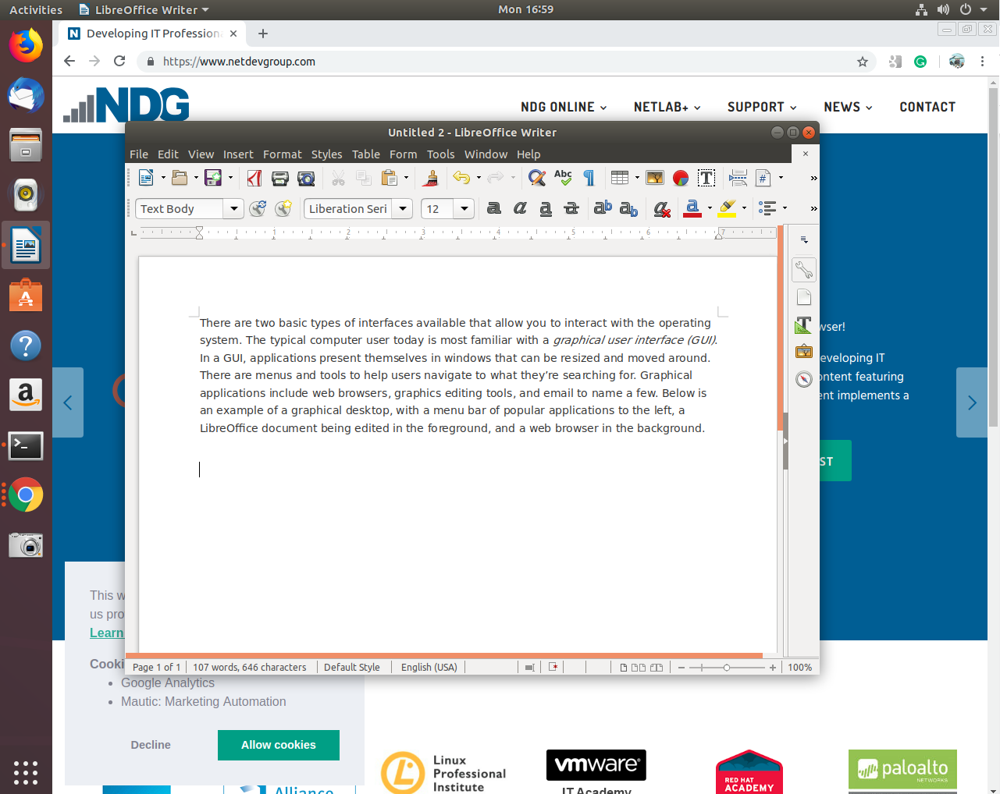 Activities LibreOffice Writer Mon 16:59
Developing IT Profession
https://www.netdevgroup.com
NDG NDG ONLINE NETLAB+ SUPPORT NEWS CONTACT
Untitled 2 - LibreOffice Writer
File Edit View Insert Format Styles Table Form Tools Window Help
Abc
Text Body Liberation Seri 12
1 2 3 4 5 6 7
There are two basic types of interfaces available that allow you to interact with the operating
system. The typical computer user today is most familiar with a graphical user interface (GUI).
In a GUI, applications present themselves in windows that can be resized and moved around.
There are menus and tools to help users navigate to what they’re searching for. Graphical
applications include web browsers, graphics editing tools, and email to name a few. Below is
an example of a graphical desktop, with a menu bar of popular applications to the left, a
LibreOffice document being edited in the foreground, and a web browser in the background.
wser!
eveloping IT
ontent featuring
ent implements a
ST
Page 1 of 1 107 words, 646 characters Default Style English (USA) 100%
This w
us pro
Learn
Cooki
Google Analytics
Mautic: Marketing Automation
Decline Allow cookies
Linux
Professional
Institute
vmware®
IT Academy
RED HAT
ACADEMY
paloalto
NETWORKS
Alliance